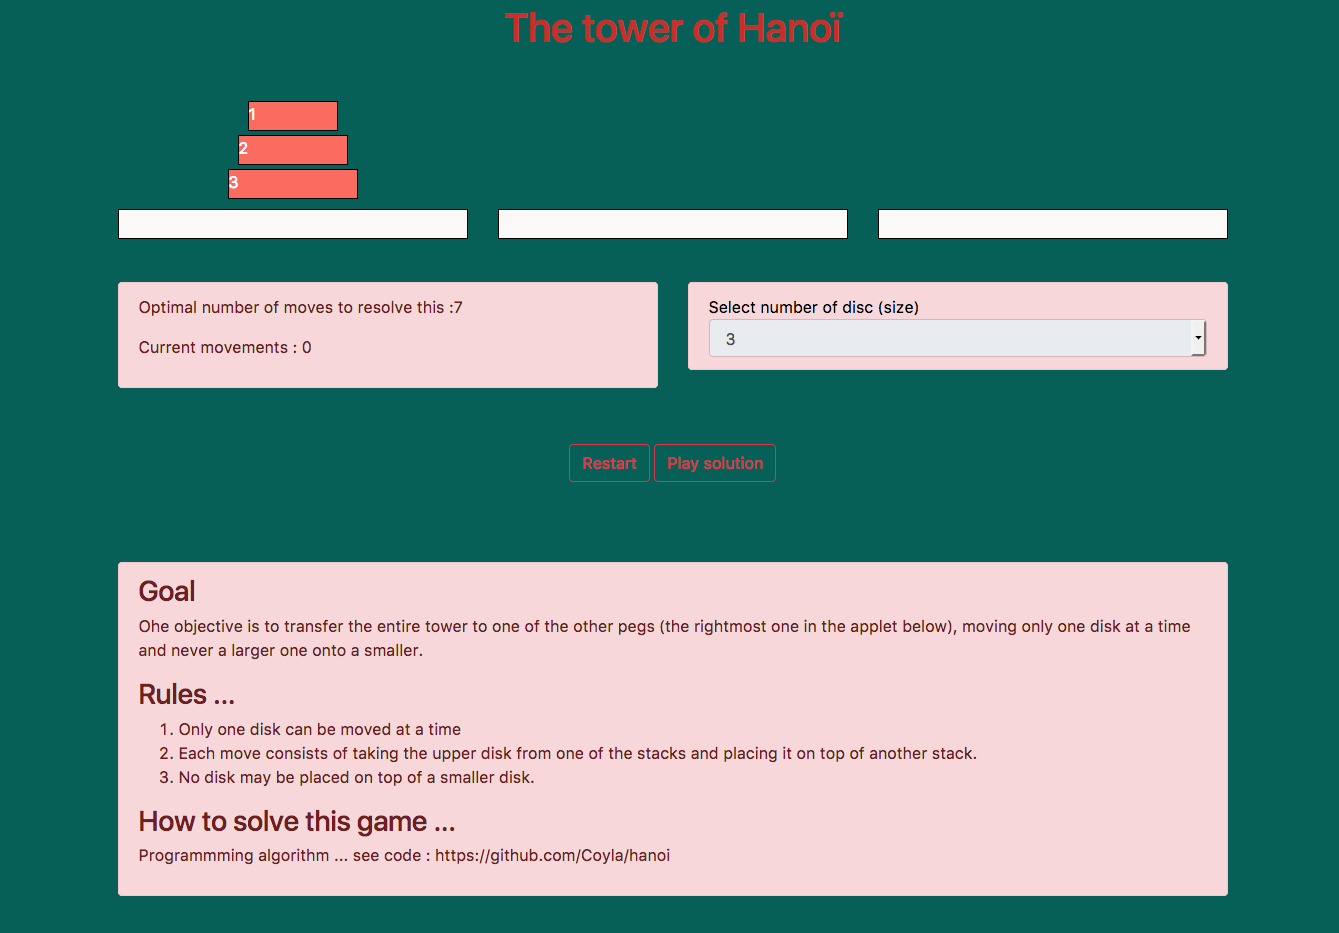 The tower of Hanoï
1
2
3
Optimal number of moves to resolve this :7
Current movements : 0
Select number of disc (size)
3
Restart
Play solution
Goal
Ohe objective is to transfer the entire tower to one of the other pegs (the rightmost one in the applet below), moving only one disk at a time
and never a larger one onto a smaller.
Rules ...
1. Only one disk can be moved at a time
2. Each move consists of taking the upper disk from one of the stacks and placing it on top of another stack.
3. No disk may be placed on top of a smaller disk.
How to solve this game ...
Programmming algorithm ... see code : https://github.com/Coyla/hanoi